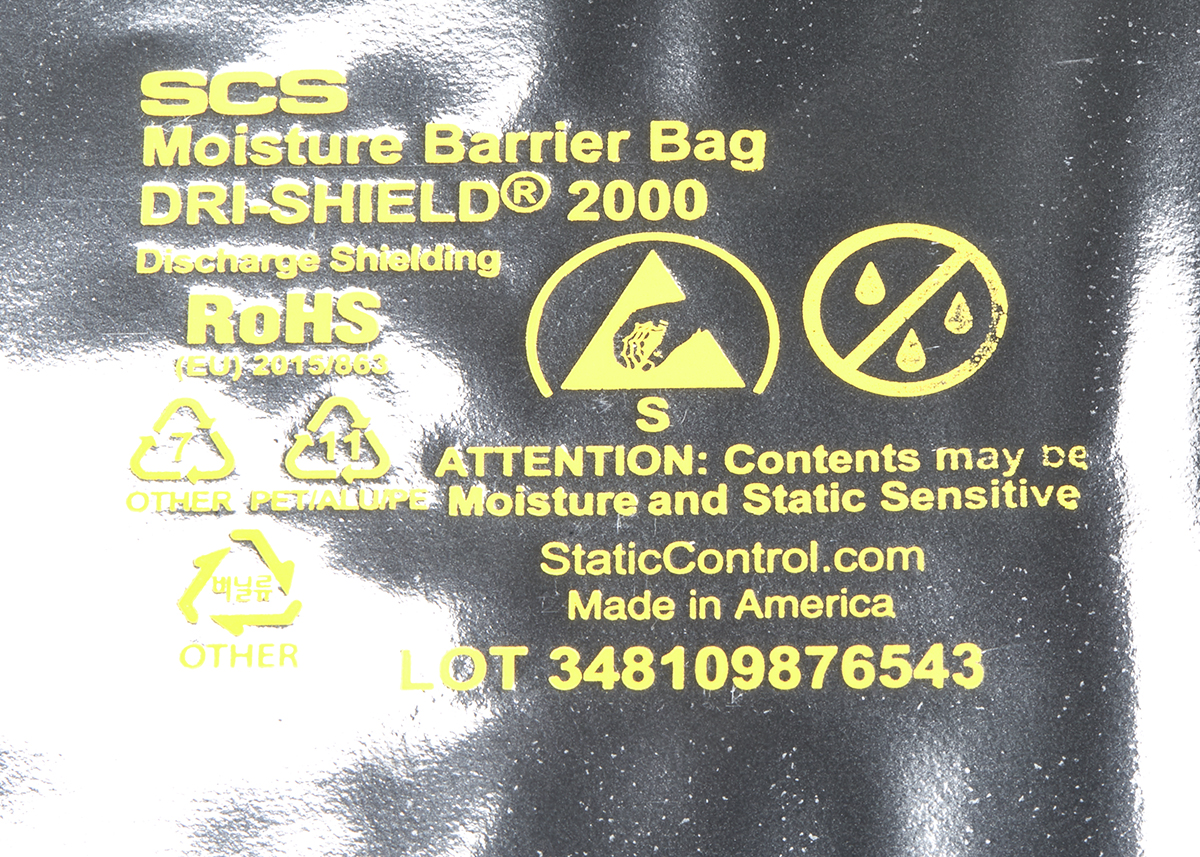 SCS
Moisture Barrier Bag
DRI-SHIELD® 2000
Discharge Shielding
RoHS
(EU) 2015/863
S
7
11
OTHER PET/ALU/PE
ATTENTION: Contents may be
Moisture and Static Sensitive
비닐류
OTHER
StaticControl.com
Made in America
LOT 348109876543